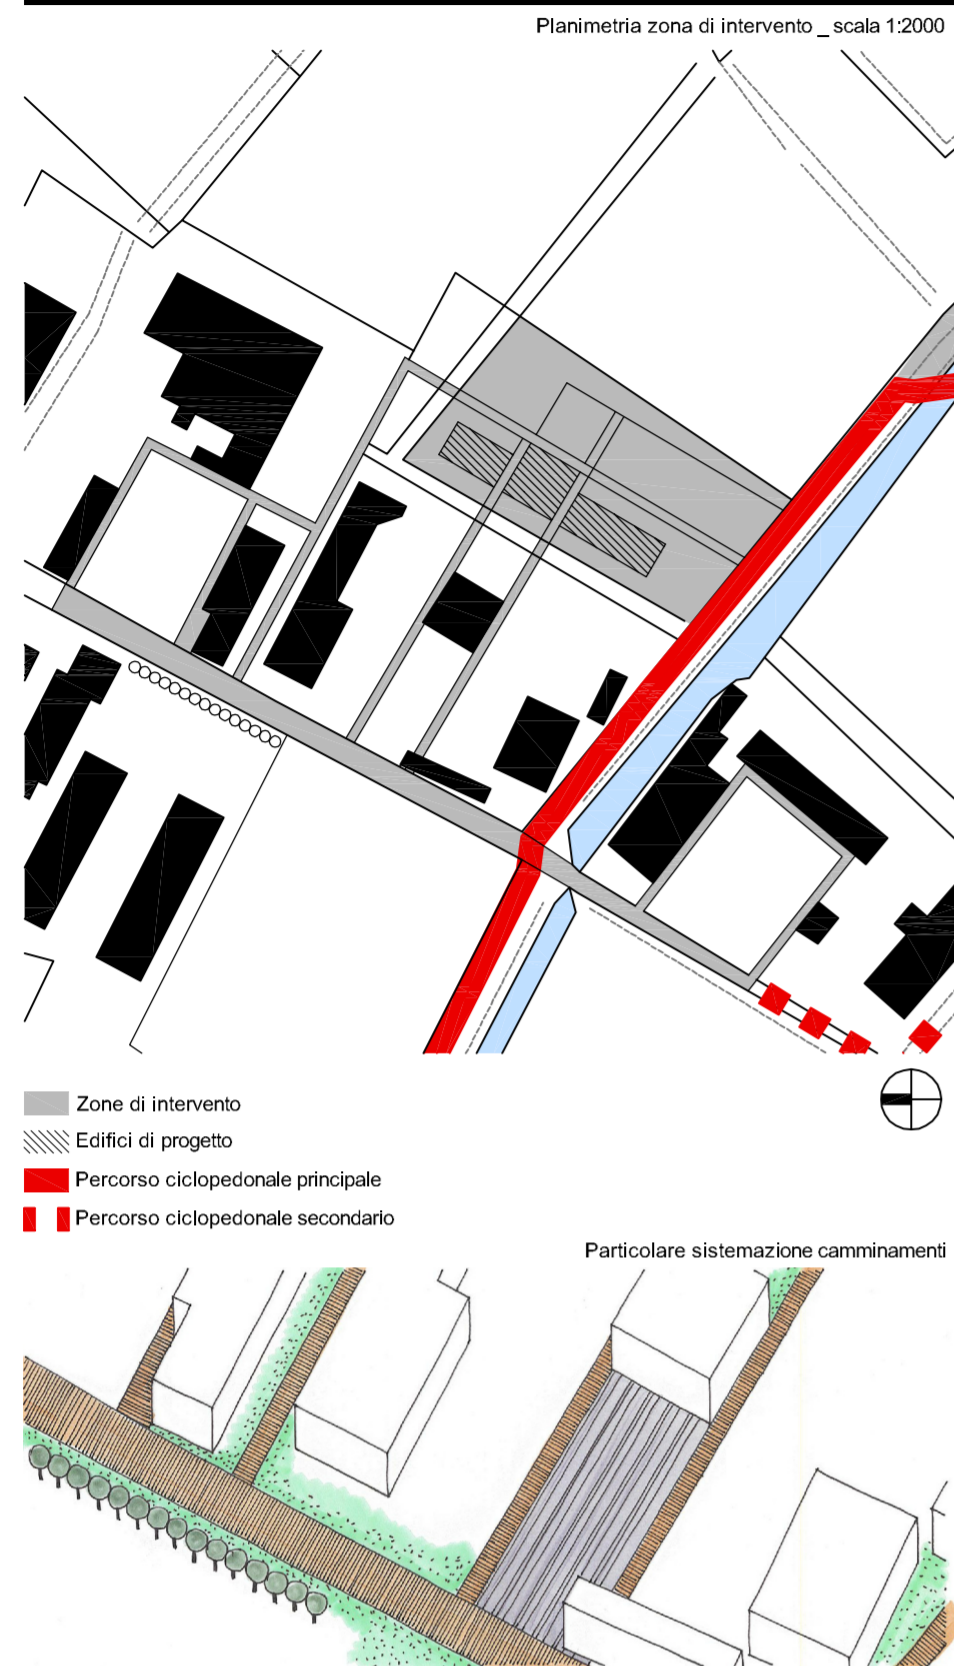 Planimetria zona di intervento _ scala 1:2000
Zone di intervento
Edifici di progetto
Percorso ciclopedonale principale
Percorso ciclopedonale secondario
Particolare sistemazione camminamenti